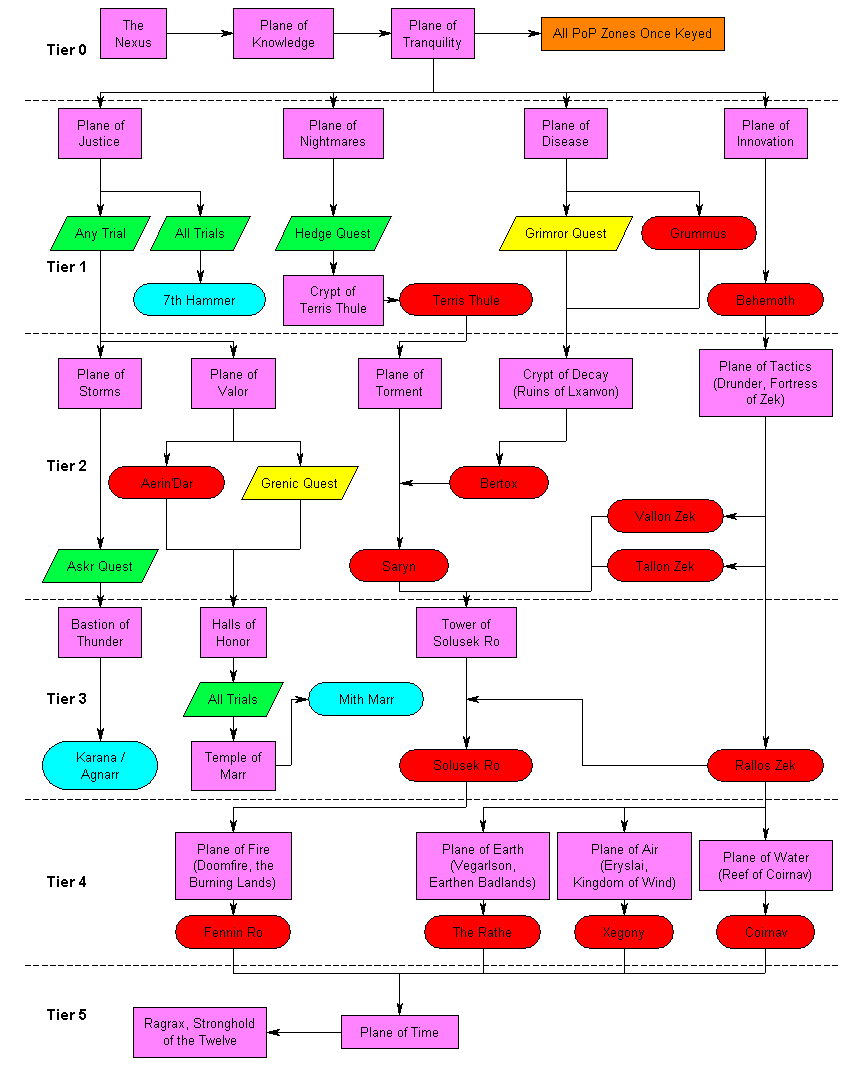 The
Nexus
Plane of
Knowledge
Plane of
Tranquility
All PoP Zones Once Keyed
Tier 0
Plane of
Justice
Plane of
Nightmares
Plane of
Disease
Plane of
Innovation
Any Trial
All Trials
Hedge Quest
Grimror Quest
Grummus
Tier 1
7th Hammer
Crypt of
Terris Thule
Terris Thule
Behemoth
Plane of
Storms
Plane of
Valor
Plane of
Torment
Crypt of Decay
(Ruins of Lxanvon)
Plane of Tactics
(Drunder, Fortress
of Zek)
Tier 2
Aerin'Dar
Grenic Quest
Bertox
Vallon Zek
Askr Quest
Saryn
Tallon Zek
Bastion of
Thunder
Halls of
Honor
Tower of
Solusek Ro
Tier 3
All Trials
Mith Marr
Karana /
Agnarr
Temple of
Marr
Solusek Ro
Rallos Zek
Plane of Fire
(Doomfire, the
Burning Lands)
Plane of Earth
(Vegarlson,
Earthen Badlands)
Plane of Air
(Eryslai,
Kingdom of Wind)
Plane of Water
(Reef of Coirnav)
Tier 4
Fennin Ro
The Rathe
Xegony
Coirnav
Tier 5
Ragrax, Stronghold
of the Twelve
Plane of Time